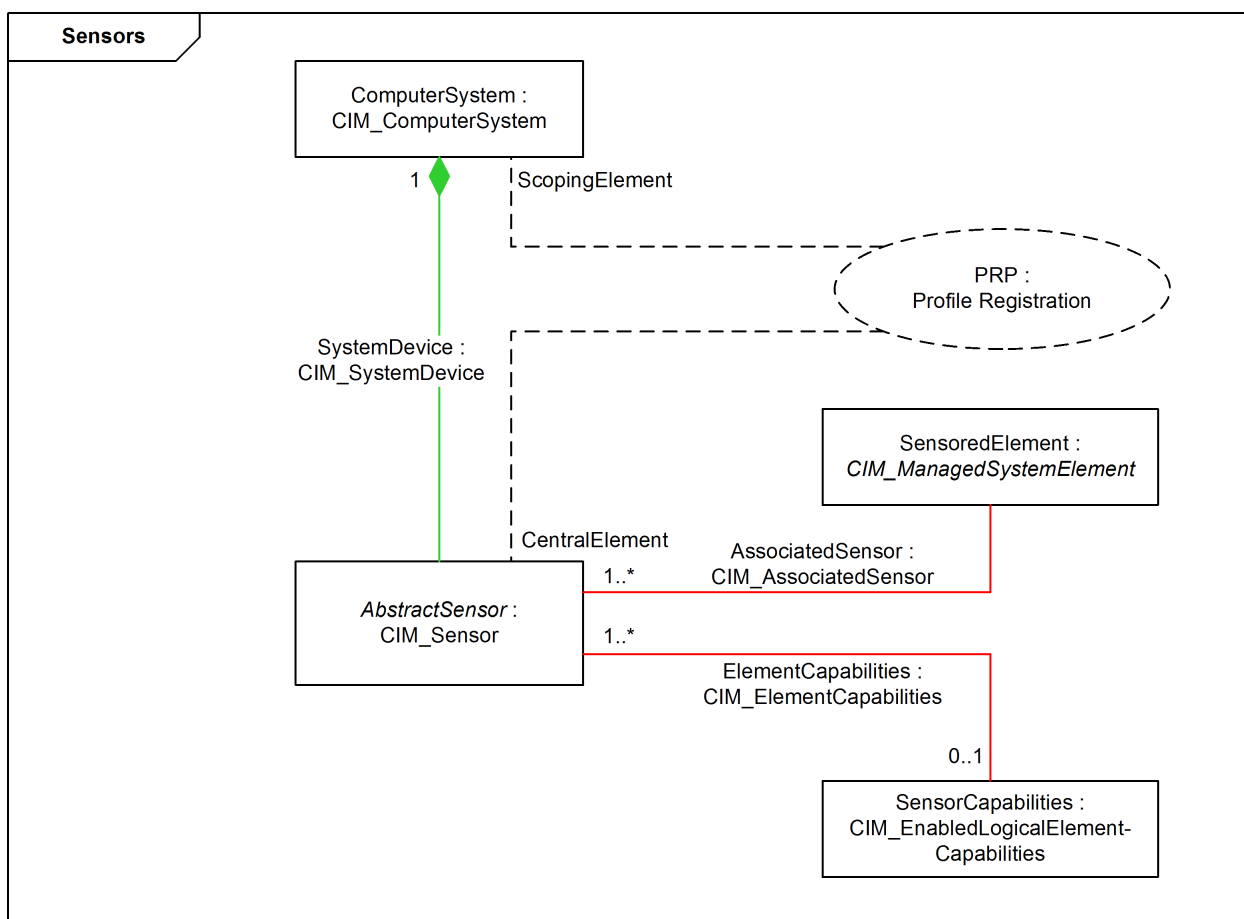 Sensors
ComputerSystem :
CIM_ComputerSystem
1
ScopingElement
PRP :
Profile Registration
SystemDevice :
CIM_SystemDevice
SensoredElement :
CIM_ManagedSystemElement
CentralElement
AssociatedSensor :
1..*
CIM_AssociatedSensor
AbstractSensor :
CIM_Sensor
1..*
ElementCapabilities :
CIM_ElementCapabilities
0..1
SensorCapabilities :
CIM_EnabledLogicalElement-
Capabilities